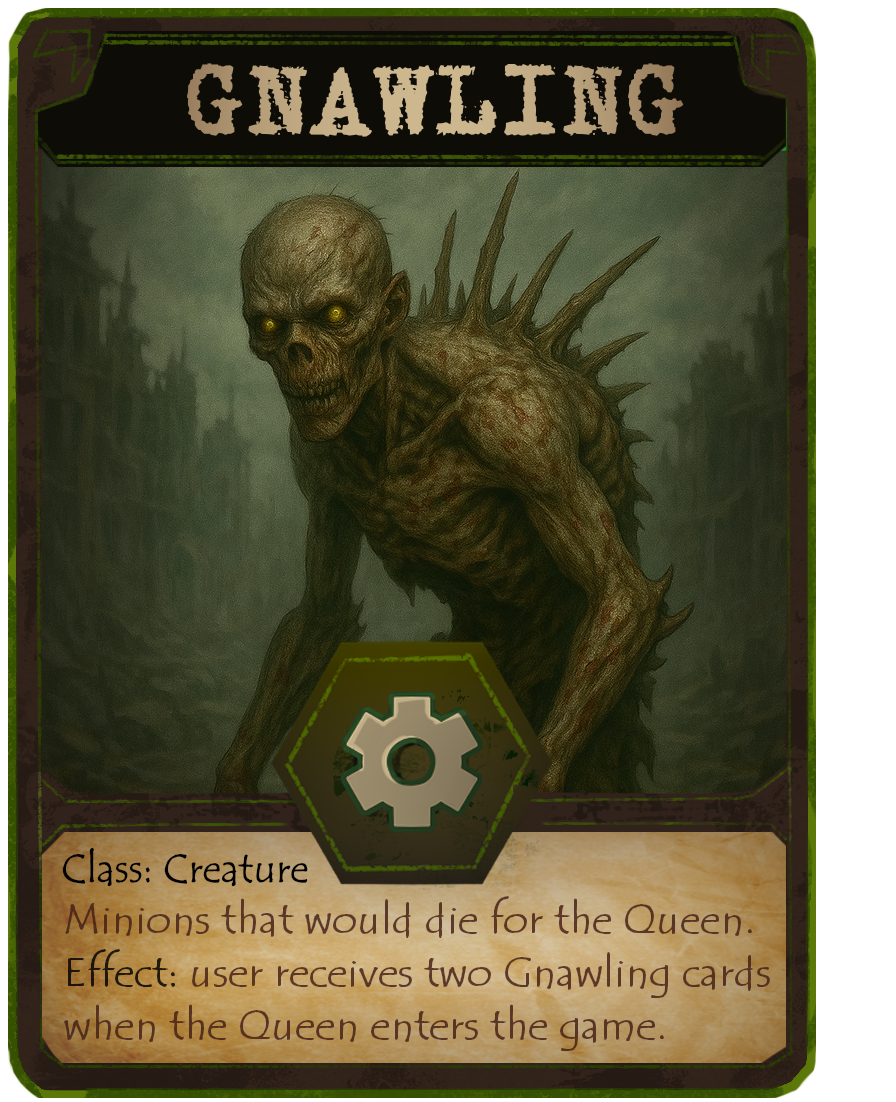 GNAWLING
Class: Creature
Minions that would die for the Queen.
Effect: user receives two Gnawling cards
when the Queen enters the game.